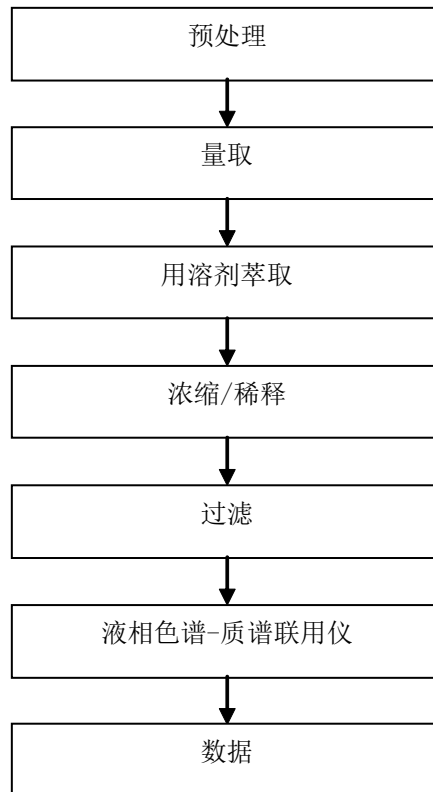 预处理
量取
用溶剂萃取
浓缩/稀释
过滤
液相色谱-质谱联用仪
数据